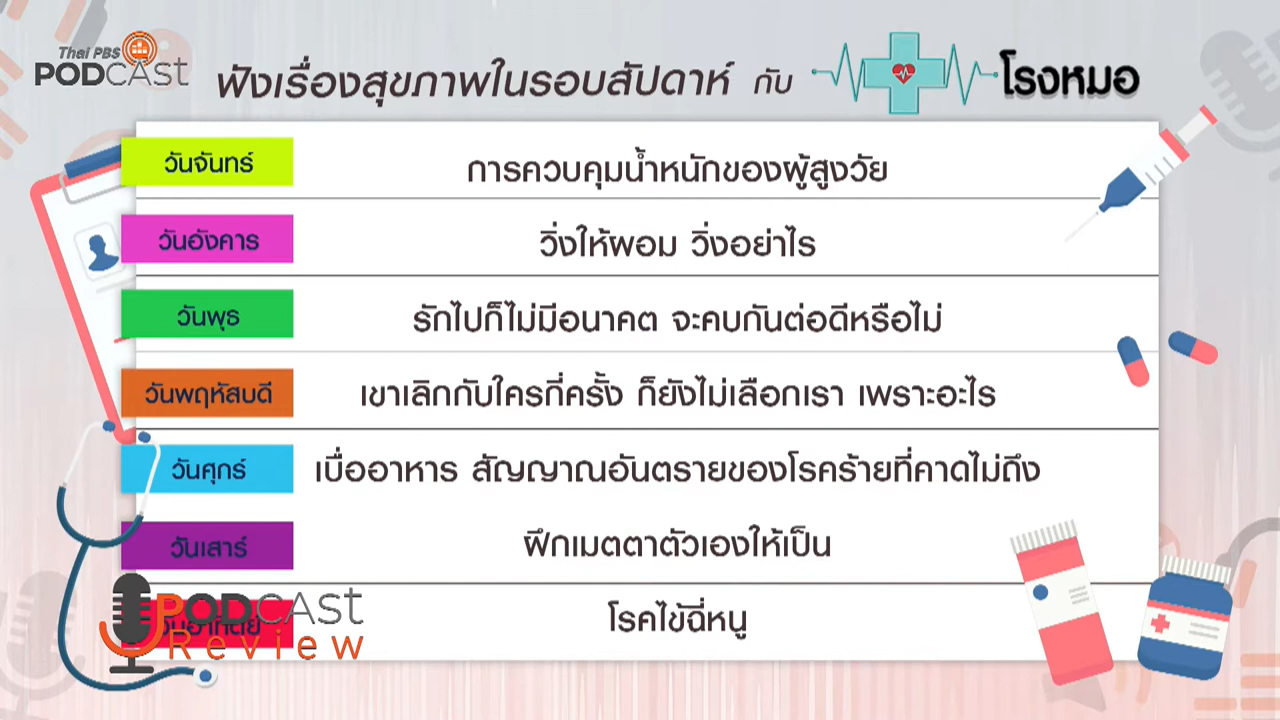 Thai PBS
PODCAST
ฟังเรื่องสุขภาพในรอบสัปดาห์ กับ โรงหมอ
วันจันทร์ การควบคุมน้ำหนักของผู้สูงวัย
วันอังคาร วิ่งให้ผอม วิ่งอย่าไร
วันพุธ รักไปก็ไม่มีอนาคต จะคบกันต่อดีหรือไม่
วันพฤหัสบดี เขาเลิกกับใครกี่ครั้ง ก็ยังไม่เลือกเรา เพราะอะไร
วันศุกร์ เบื่ออาหาร สัญญาณอันตรายของโรคร้ายที่คาดไม่ถึง
วันเสาร์ ฝึกเมตตาตัวเองให้เป็น
วันอาทิตย์ โรคไข้ฉี่หนู
PODCAST
Review